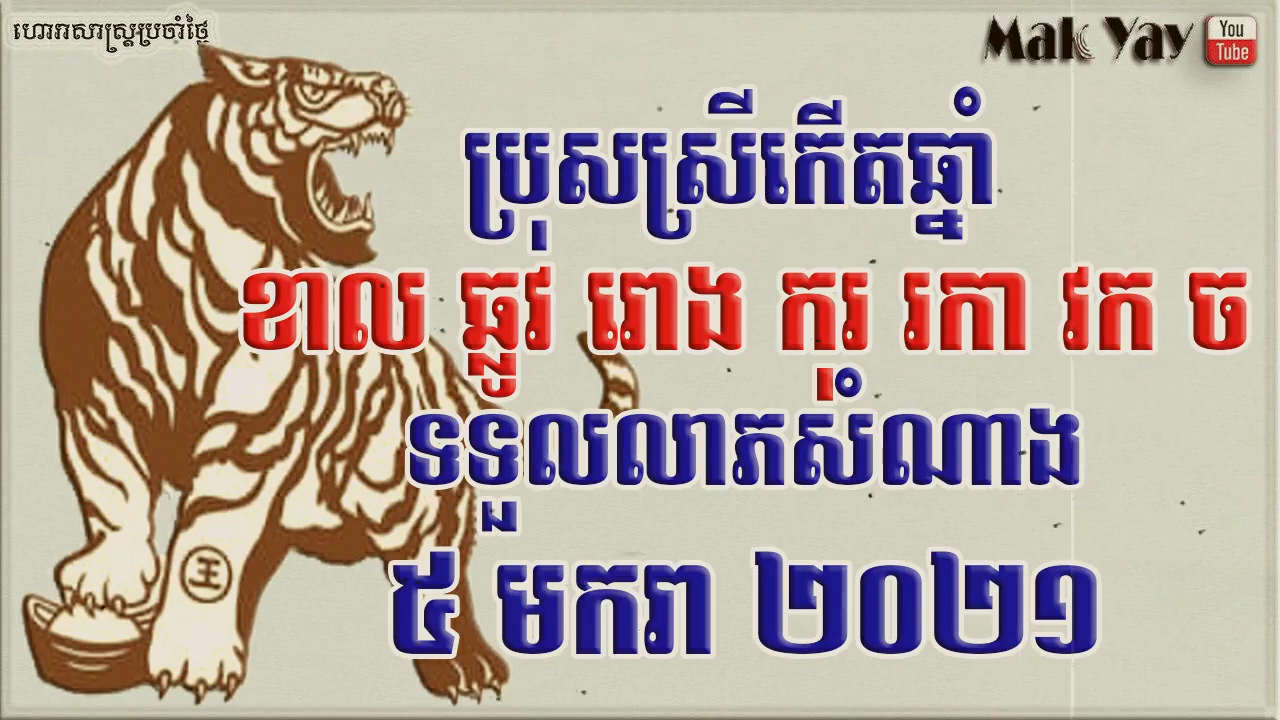 ហោរាសាស្ត្រប្រចាំថ្ងៃ
Mak Yay You Tube
ប្រុសស្រីកើតឆ្នាំ
ខាល ឆ្លូវ រោង កុរ រកា វក ច
ទទួលលាភសំណាង
៥ មករា ២០២១
王